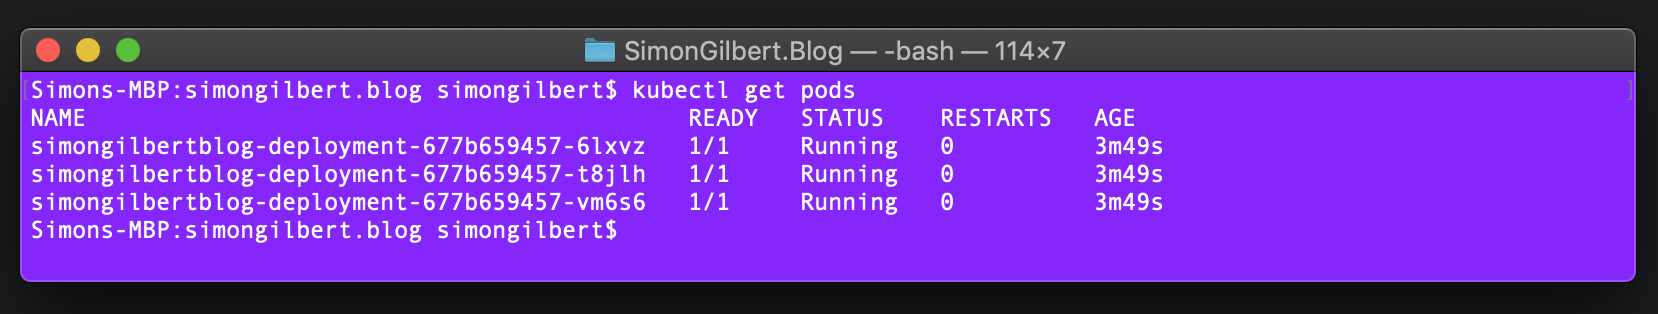 SimonGilbert.Blog — -bash — 114×7
[Simons-MBP:simongilbert.blog simongilbert$ kubectl get pods ]
NAME READY STATUS RESTARTS AGE
simongilbertblog-deployment-677b659457-6lxvz 1/1 Running 0 3m49s
simongilbertblog-deployment-677b659457-t8jlh 1/1 Running 0 3m49s
simongilbertblog-deployment-677b659457-vm6s6 1/1 Running 0 3m49s
Simons-MBP:simongilbert.blog simongilbert$